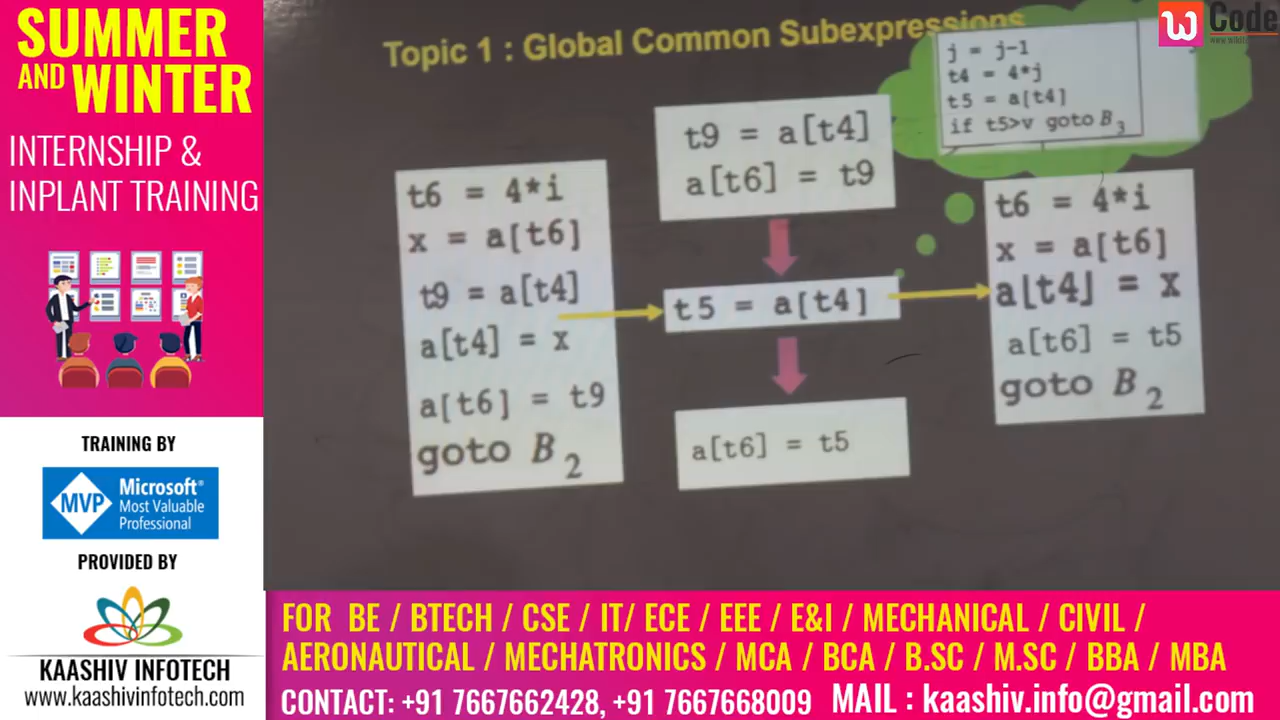 SUMMER
AND WINTER
INTERNSHIP &
INPLANT TRAINING
TRAINING BY
MVP
Microsoft®
Most Valuable
Professional
PROVIDED BY
KAASHIV INFOTECH
www.kaashivinfotech.com
Topic 1 : Global Common Subexpressions
t6 = 4*i
x = a[t6]
t9 = a[t4]
a[t4] = x
a[t6] = t9
goto B2
t9 = a[t4]
a[t6] = t9
t5 = a[t4]
a[t6] = t5
j = j-1
t4 = 4*j
t5 = a[t4]
if t5>v goto B3
t6 = 4*i
x = a[t6]
a[t4] = x
a[t6] = t5
goto B2
W Code
FOR BE / BTECH / CSE / IT/ ECE / EEE / E&I / MECHANICAL / CIVIL /
AERONAUTICAL / MECHATRONICS / MCA / BCA / B.SC / M.SC / BBA / MBA
CONTACT: +91 7667662428, +91 7667668009 MAIL : kaashiv.info@gmail.com